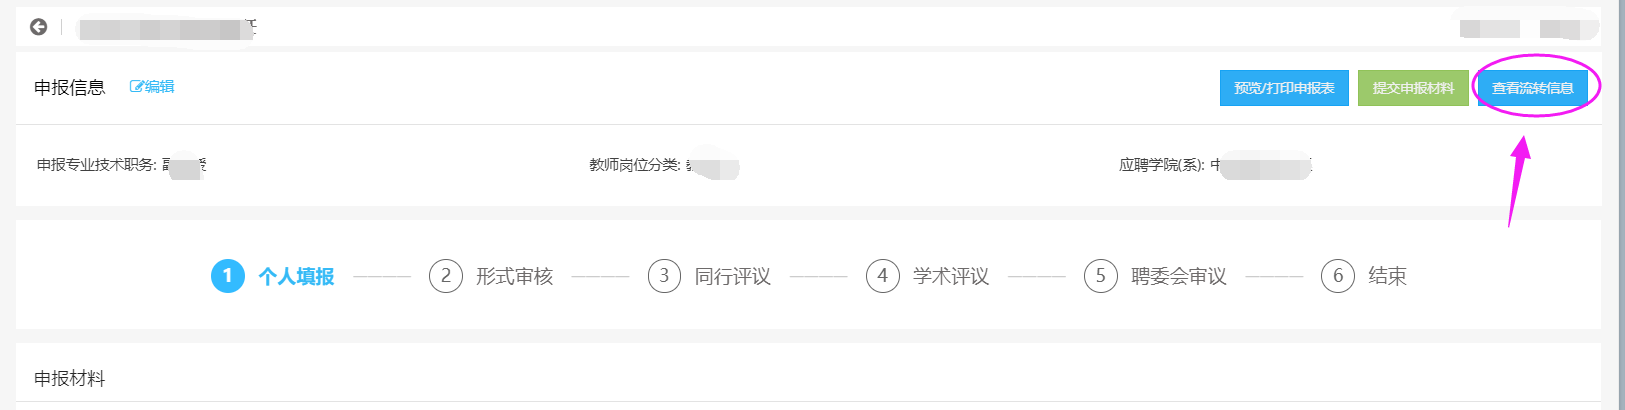 申报信息 编辑 预览/打印申报表 提交申报材料 查看流转信息
申报专业技术职务: 教师岗位分类: 应聘学院(系): 中
1 个人填报 2 形式审核 3 同行评议 4 学术评议 5 聘委会审议 6 结束
申报材料